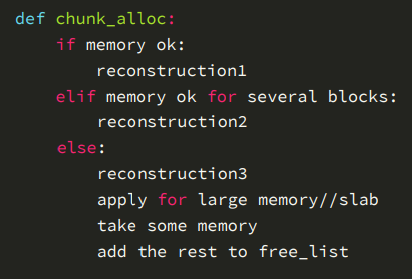 def chunk_alloc:
if memory ok:
reconstruction1
elif memory ok for several blocks:
reconstruction2
else:
reconstruction3
apply for large memory//slab
take some memory
add the rest to free_list